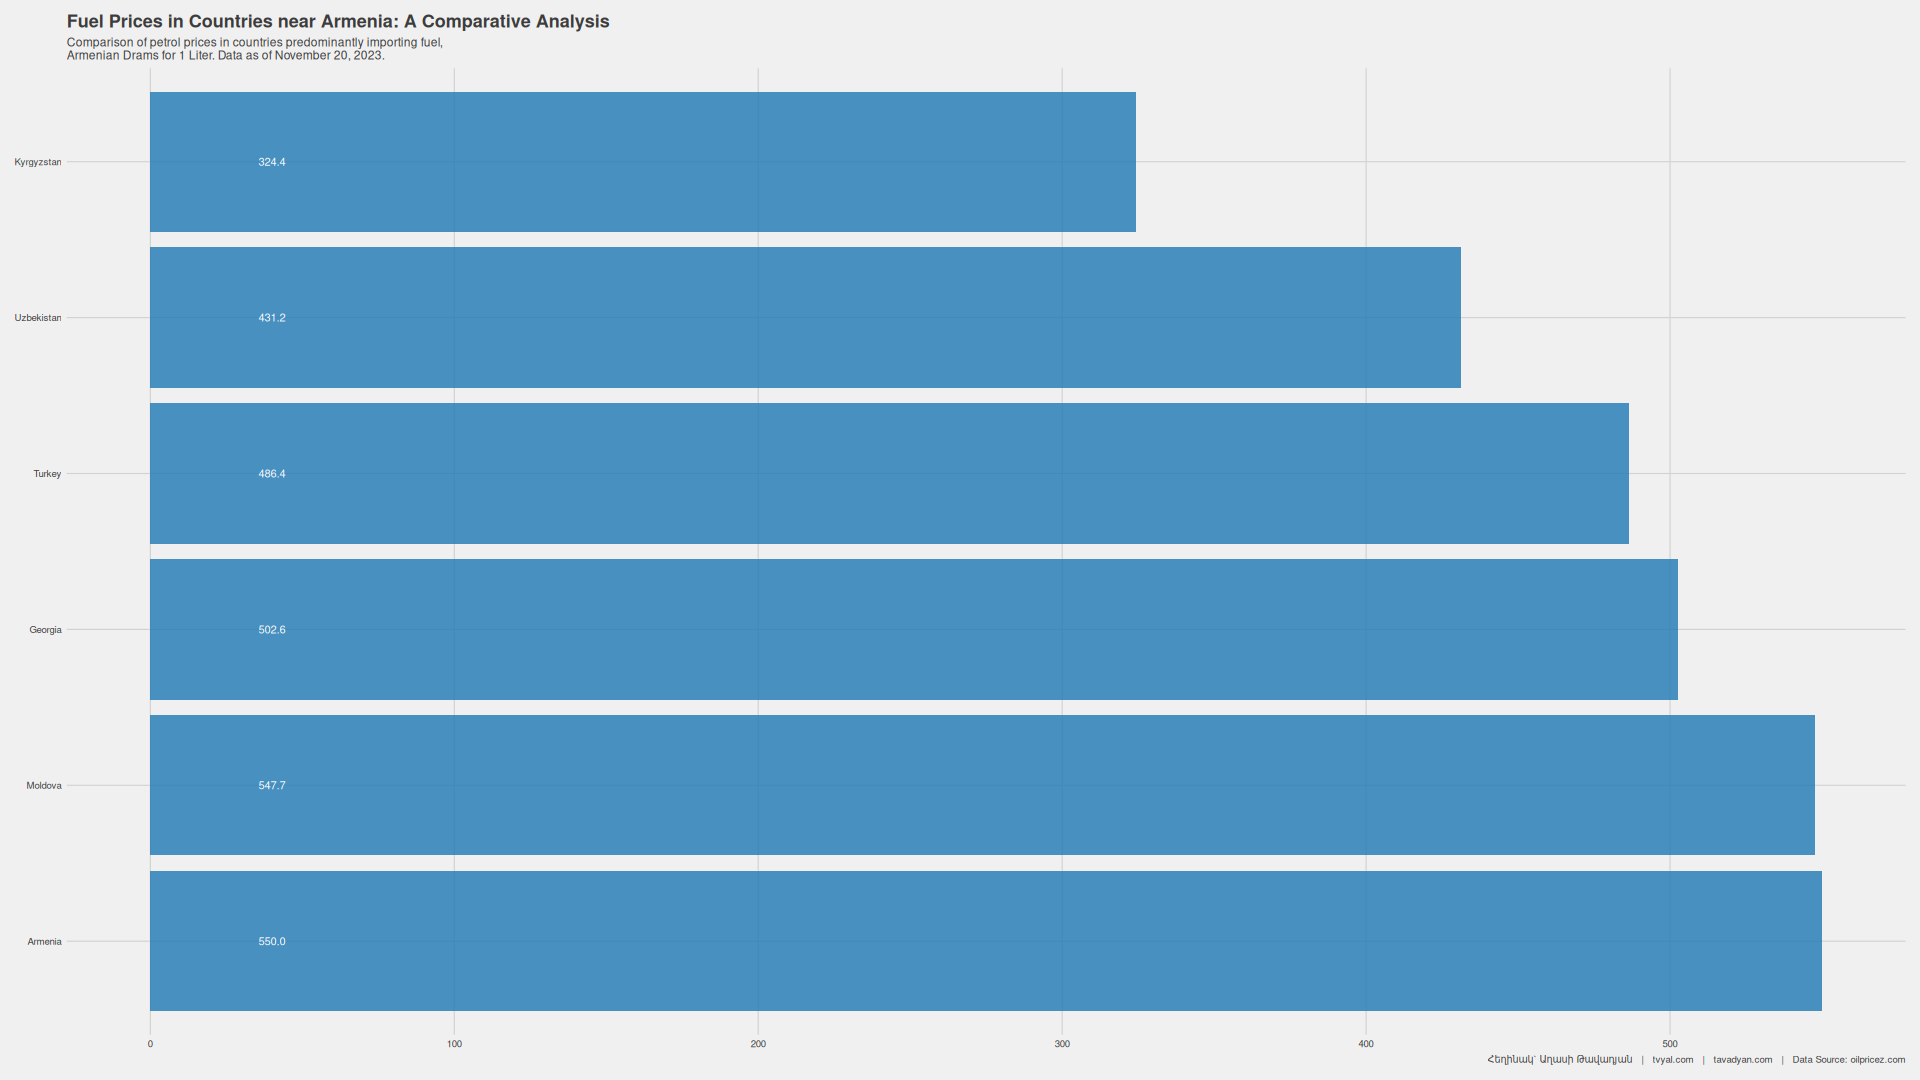 Fuel Prices in Countries near Armenia: A Comparative Analysis
Comparison of petrol prices in countries predominantly importing fuel,
Armenian Drams for 1 Liter. Data as of November 20, 2023.
Kyrgyzstan 324.4
Uzbekistan 431.2
Turkey 486.4
Georgia 502.6
Moldova 547.7
Armenia 550.0
0 100 200 300 400 500
Հեղինակ՝ Աղասի Թավադյան | tvyal.com | tavadyan.com | Data Source: oilpricez.com